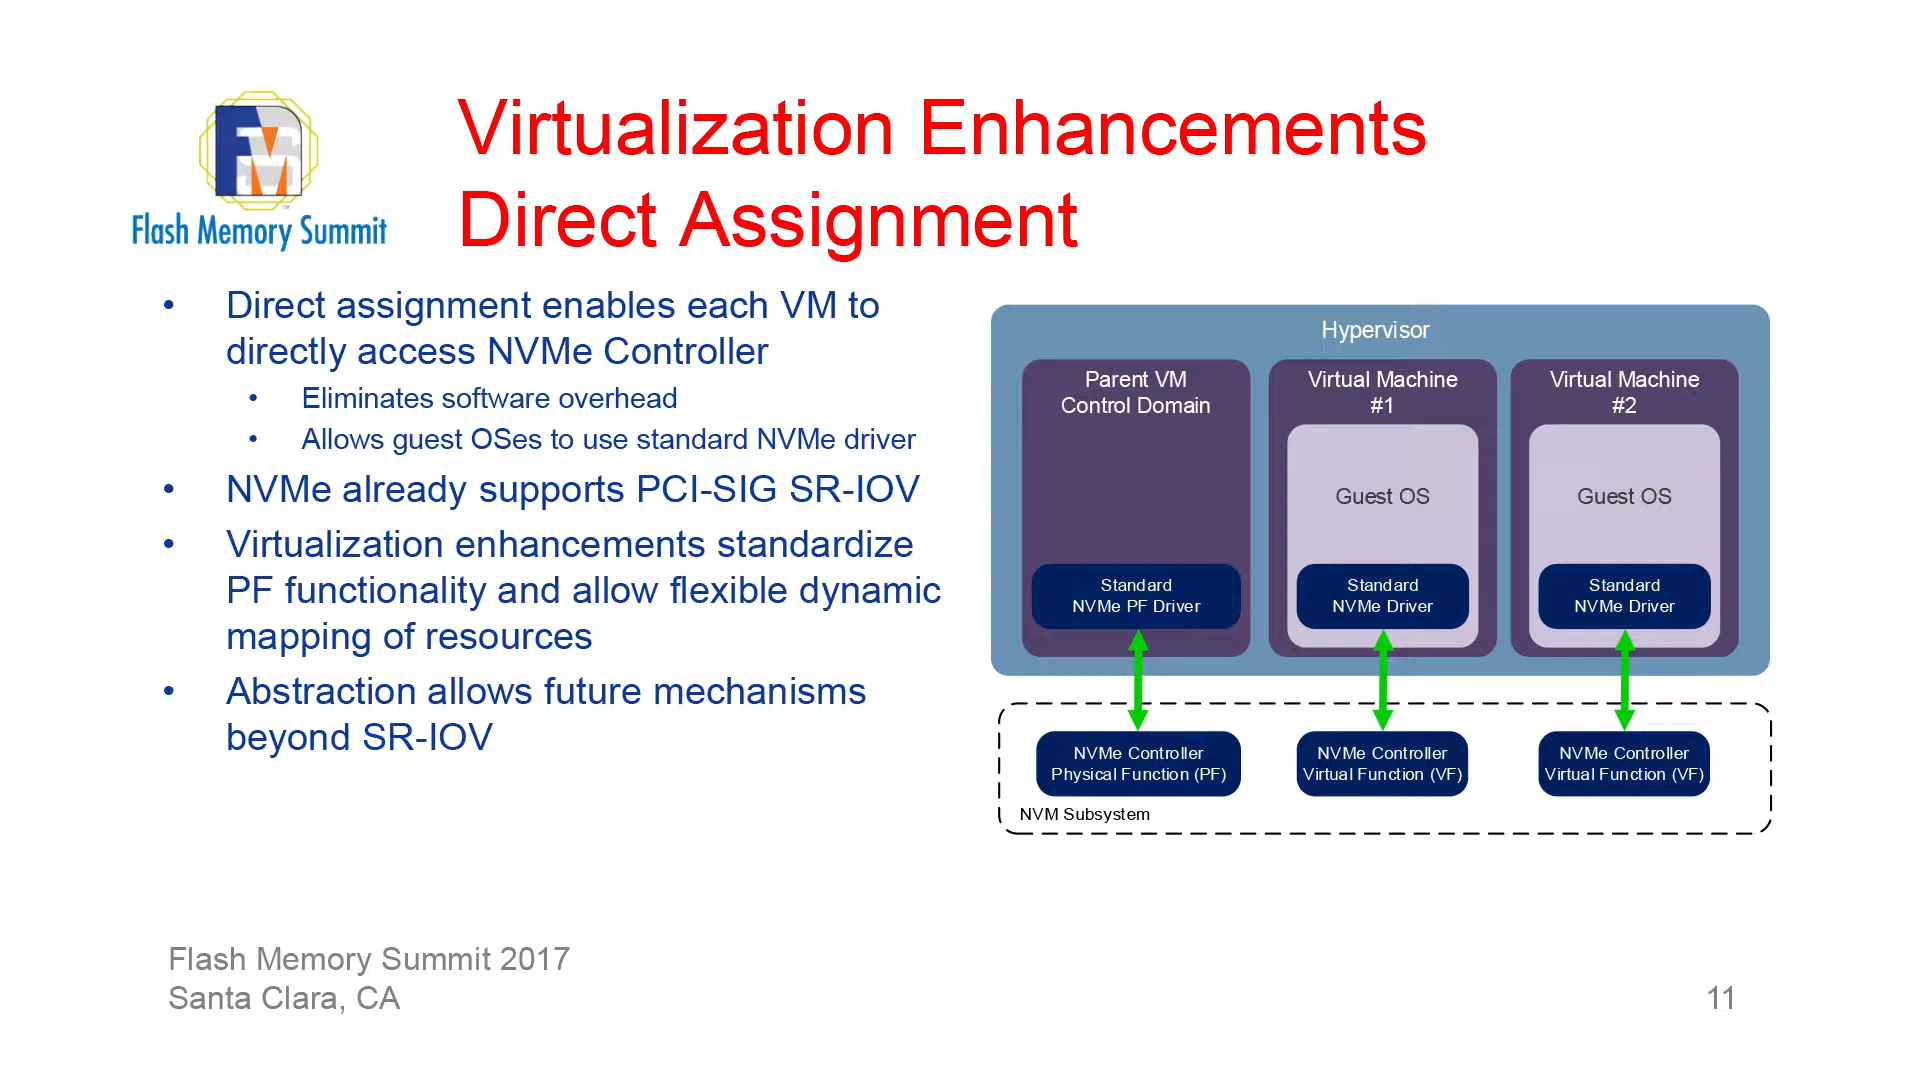 Virtualization Enhancements
Direct Assignment
Flash Memory Summit
• Direct assignment enables each VM to
directly access NVMe Controller
• Eliminates software overhead
• Allows guest OSes to use standard NVMe driver
• NVMe already supports PCI-SIG SR-IOV
• Virtualization enhancements standardize
PF functionality and allow flexible dynamic
mapping of resources
• Abstraction allows future mechanisms
beyond SR-IOV
Hypervisor
Parent VM
Control Domain
Standard
NVMe PF Driver
Virtual Machine
#1
Guest OS
Standard
NVMe Driver
Virtual Machine
#2
Guest OS
Standard
NVMe Driver
NVMe Controller
Physical Function (PF)
NVMe Controller
Virtual Function (VF)
NVMe Controller
Virtual Function (VF)
NVM Subsystem
Flash Memory Summit 2017
Santa Clara, CA
11